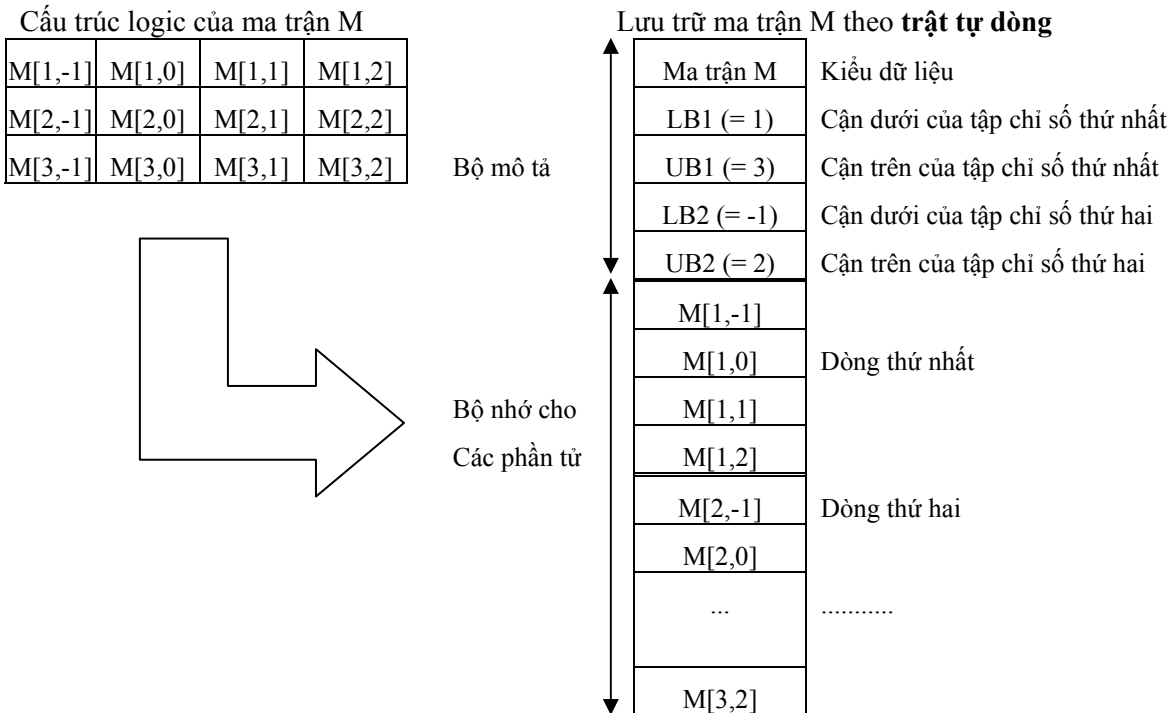 Cấu trúc logic của ma trận M
M[1,-1] M[1,0] M[1,1] M[1,2]
M[2,-1] M[2,0] M[2,1] M[2,2]
M[3,-1] M[3,0] M[3,1] M[3,2]
Lưu trữ ma trận M theo trật tự dòng
Bộ mô tả
Ma trận M Kiểu dữ liệu
LB1 (= 1) Cận dưới của tập chỉ số thứ nhất
UB1 (= 3) Cận trên của tập chỉ số thứ nhất
LB2 (= -1) Cận dưới của tập chỉ số thứ hai
UB2 (= 2) Cận trên của tập chỉ số thứ hai
Bộ nhớ cho
Các phần tử
M[1,-1]
M[1,0] Dòng thứ nhất
M[1,1]
M[1,2]
M[2,-1] Dòng thứ hai
M[2,0]
... ...........
M[3,2]